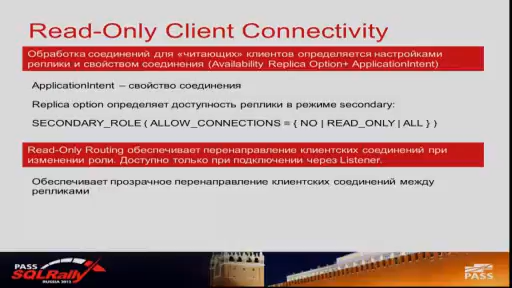 Read-Only Client Connectivity
Обработка соединений для «читающих» клиентов определяется настройками
реплики и свойством соединения (Availability Replica Option+ ApplicationIntent)
ApplicationIntent – свойство соединения
Replica option определяет доступность реплики в режиме secondary:
SECONDARY_ROLE ( ALLOW_CONNECTIONS = { NO | READ_ONLY | ALL } )
Read-Only Routing обеспечивает перенаправление клиентских соединений при
изменении роли. Доступно только при подключении через Listener.
Обеспечивает прозрачное перенаправление клиентских соединений между
репликами
PASS
SQLRally
RUSSIA 2013
PASS